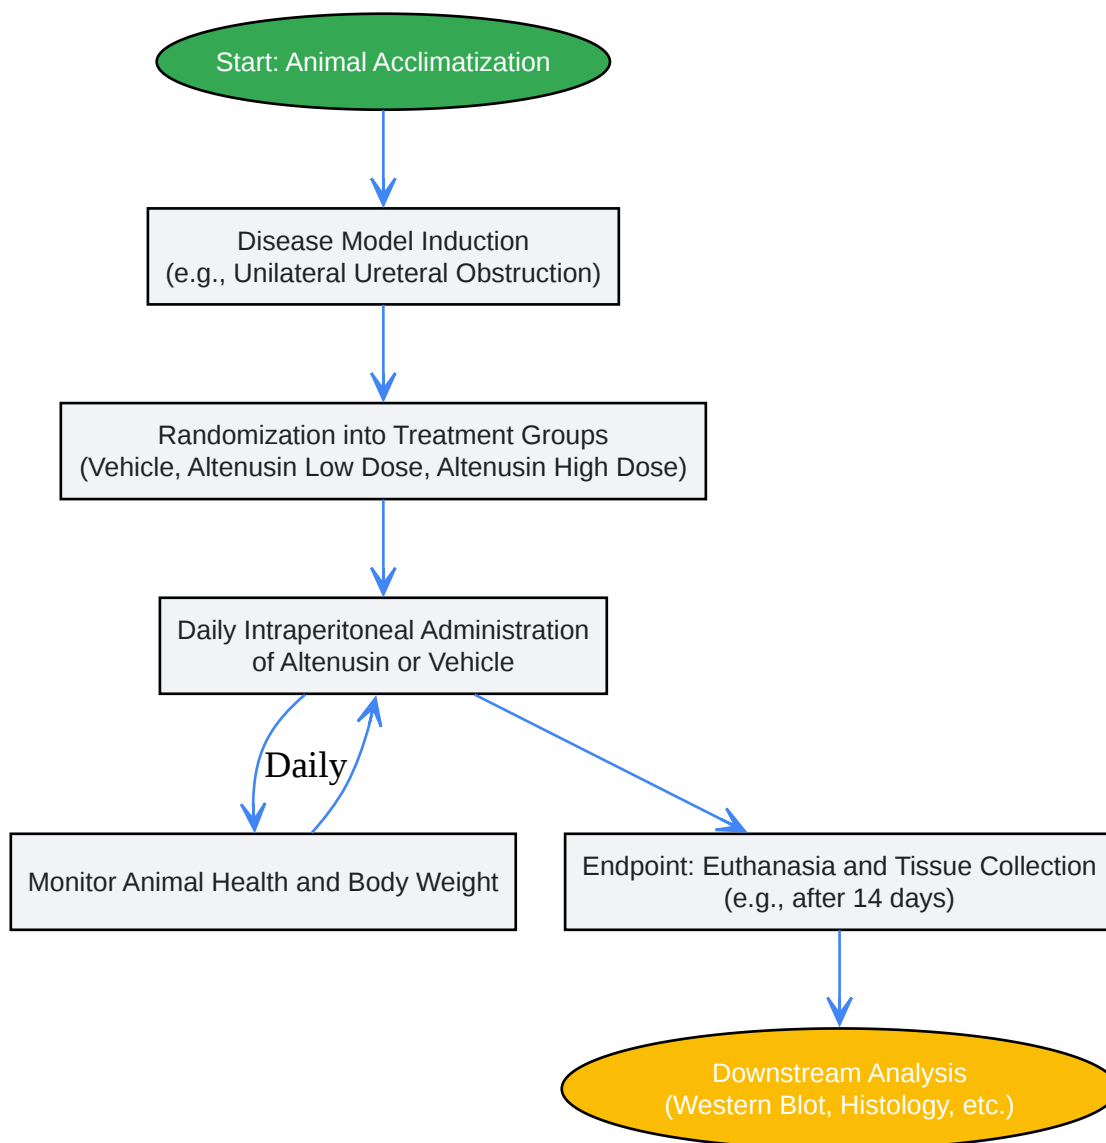 Start: Animal Acclimatization
Disease Model Induction
(e.g., Unilateral Ureteral Obstruction)
Randomization into Treatment Groups
(Vehicle, Altenusin Low Dose, Altenusin High Dose)
Daily Intraperitoneal Administration
of Altenusin or Vehicle
Daily
Monitor Animal Health and Body Weight
Endpoint: Euthanasia and Tissue Collection
(e.g., after 14 days)
Downstream Analysis
(Western Blot, Histology, etc.)